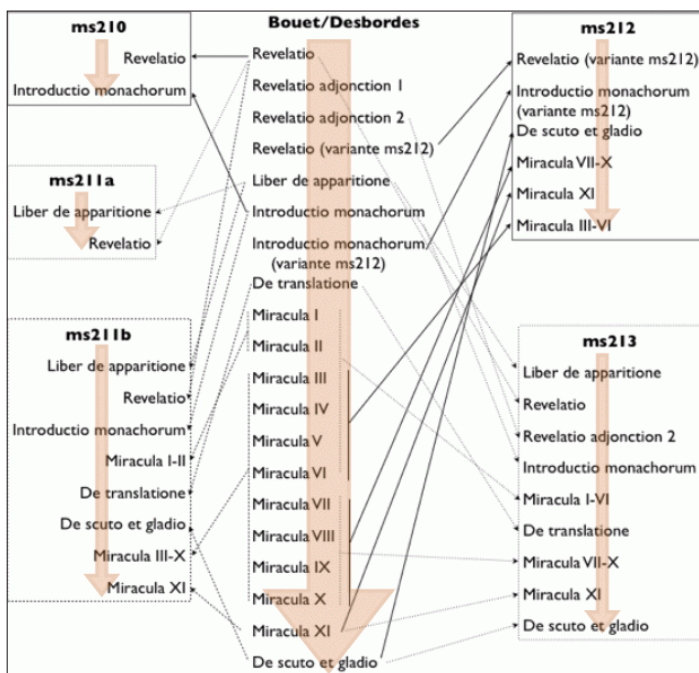 ms210
Revelatio
Introductio monachorum
ms211a
Liber de apparitione
Revelatio
ms211b
Liber de apparitione
Revelatio
Introductio monachorum
Miracula I-II
De translatione
De scuto et gladio
Miracula III-X
Miracula XI
Bouet/Desbordes
Revelatio
Revelatio adjonction 1
Revelatio adjonction 2
Revelatio (variante ms212)
Liber de apparitione
Introductio monachorum
Introductio monachorum
(variante ms212)
De translatione
Miracula I
Miracula II
Miracula III
Miracula IV
Miracula V
Miracula VI
Miracula VII
Miracula VIII
Miracula IX
Miracula X
Miracula XI
De scuto et gladio
ms212
Revelatio (variante ms212)
Introductio monachorum
(variante ms212)
De scuto et gladio
Miracula VII-X
Miracula XI
Miracula III-VI
ms213
Liber de apparitione
Revelatio
Revelatio adjonction 2
Introductio monachorum
Miracula I-VI
De translatione
Miracula VII-X
Miracula XI
De scuto et gladio